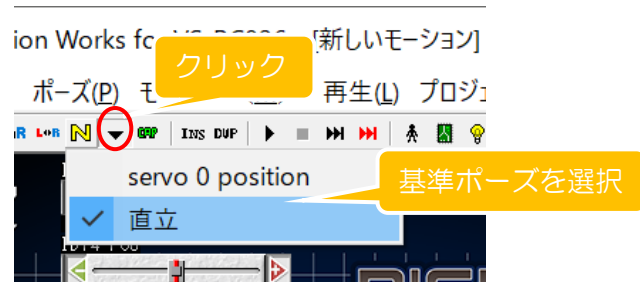 ion Works fo [新しいモーション]
クリック
ポーズ(P) モ 再生(L) プロジェ
R L↔R N CAP INS DUP
servo 0 position
基準ポーズを選択
直立